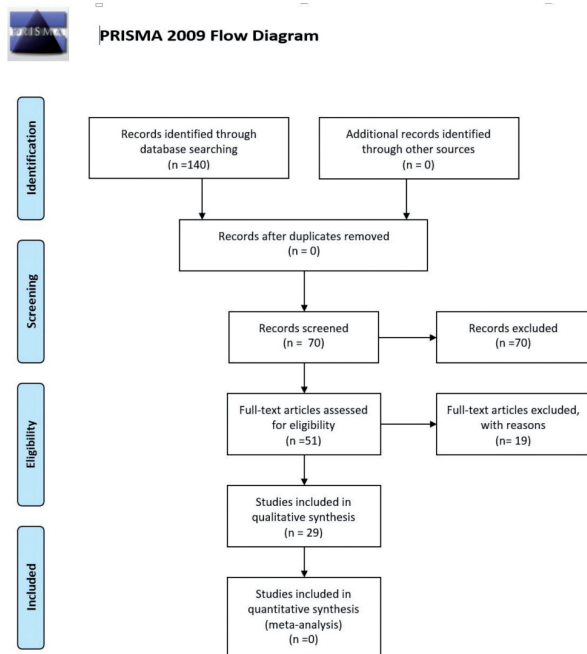 PRISMA
PRISMA 2009 Flow Diagram
Identification
Records identified through
database searching
(n =140)
Additional records identified
through other sources
(n = 0)
Records after duplicates removed
(n = 0)
Screening
Records screened
(n = 70)
Records excluded
(n =70)
Eligibility
Full-text articles assessed
for eligibility
(n =51)
Full-text articles excluded,
with reasons
(n= 19)
Studies included in
qualitative synthesis
(n = 29)
Included
Studies included in
quantitative synthesis
(meta-analysis)
(n =0)